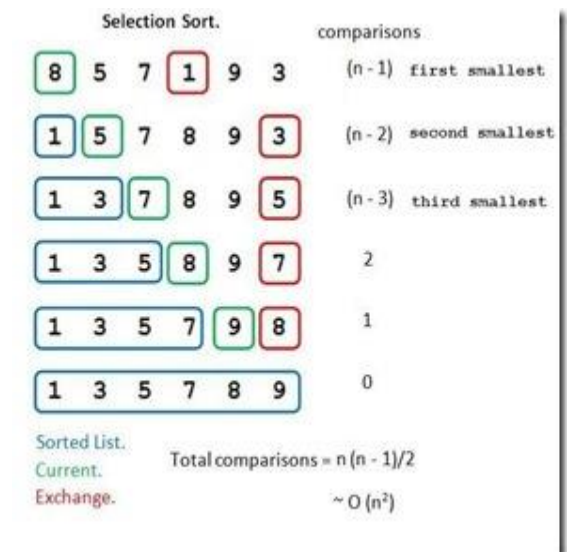 Selection Sort.
comparisons
8 5 7 1 9 3 (n - 1) first smallest
1 5 7 8 9 3 (n - 2) second smallest
1 3 7 8 9 5 (n - 3) third smallest
1 3 5 8 9 7 2
1 3 5 7 9 8 1
1 3 5 7 8 9 0
Sorted List.
Current.
Exchange.
Total comparisons = n (n - 1)/2
~ O (n²)